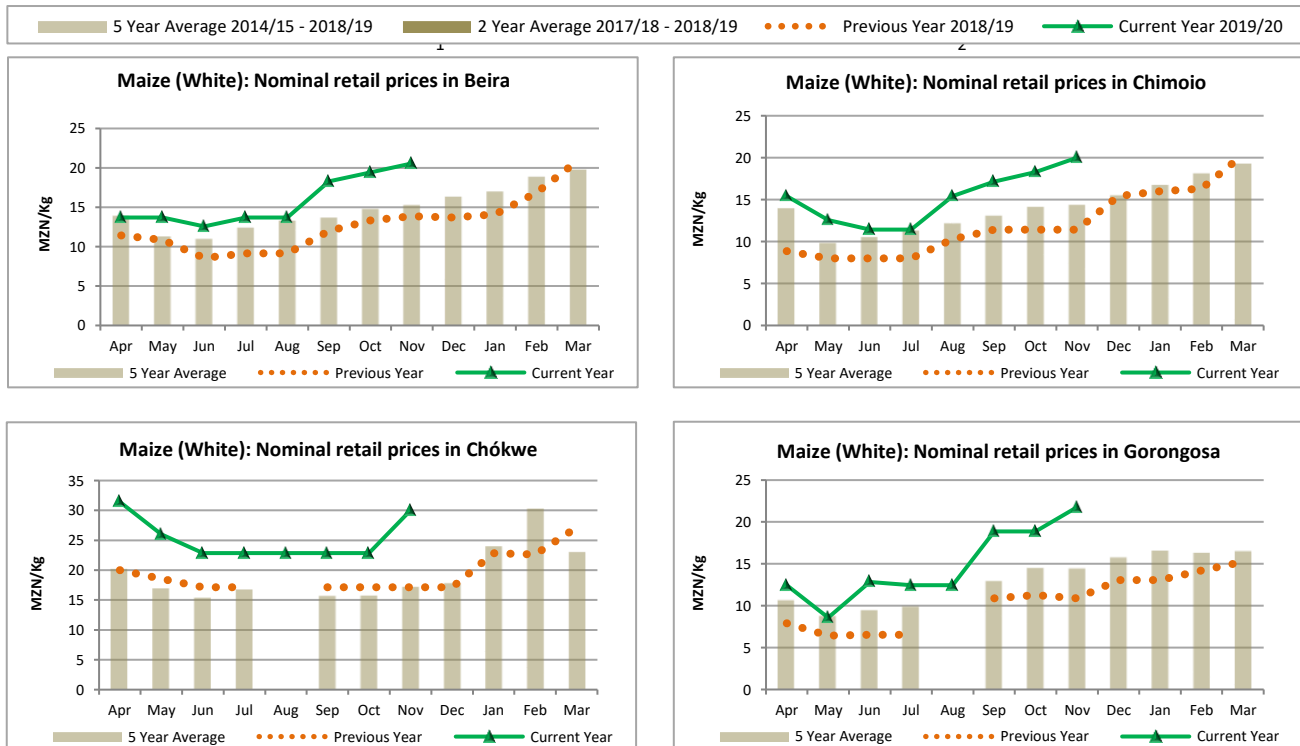 5 Year Average 2014/15 - 2018/19 2 Year Average 2017/18 - 2018/19 Previous Year 2018/19 Current Year 2019/20
1 2
Maize (White): Nominal retail prices in Beira
MZN/Kg
25
20
15
10
5
0
Apr May Jun Jul Aug Sep Oct Nov Dec Jan Feb Mar
5 Year Average Previous Year Current Year
Maize (White): Nominal retail prices in Chimoio
MZN/Kg
25
20
15
10
5
0
Apr May Jun Jul Aug Sep Oct Nov Dec Jan Feb Mar
5 Year Average Previous Year Current Year
Maize (White): Nominal retail prices in Chókwe
MZN/Kg
35
30
25
20
15
10
5
0
Apr May Jun Jul Aug Sep Oct Nov Dec Jan Feb Mar
5 Year Average Previous Year Current Year
Maize (White): Nominal retail prices in Gorongosa
MZN/Kg
25
20
15
10
5
0
Apr May Jun Jul Aug Sep Oct Nov Dec Jan Feb Mar
5 Year Average Previous Year Current Year